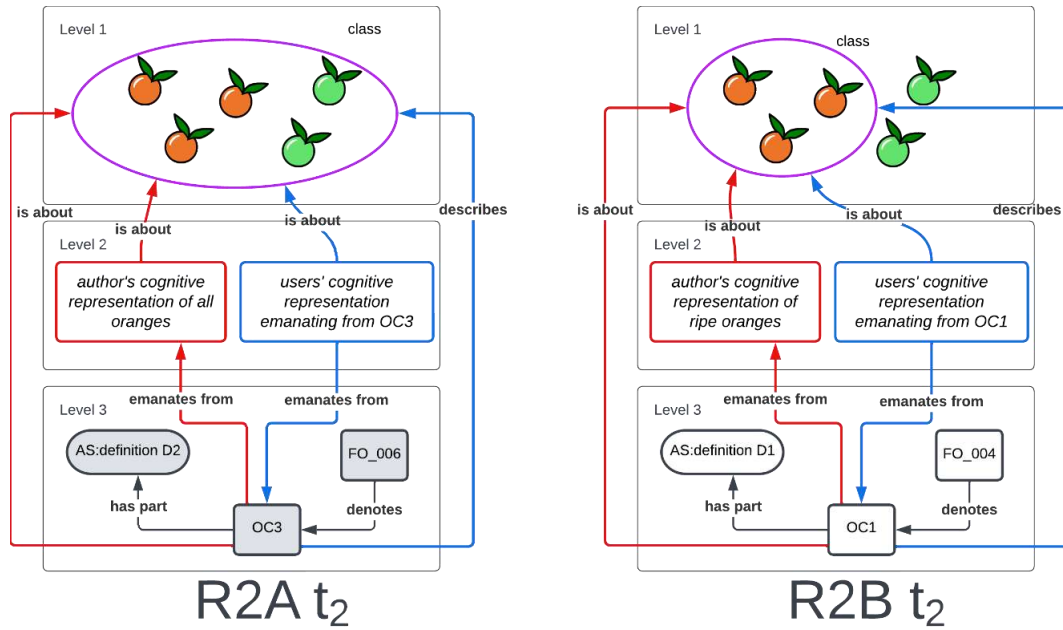 Level 1
class
is about
is about
is about
describes
Level 2
author's cognitive
representation of all
oranges
users' cognitive
representation
emanating from OC3
emanates from
emanates from
Level 3
AS:definition D2
FO_006
has part
denotes
OC3
R2A t2
Level 1
class
is about
is about
is about
describes
Level 2
author's cognitive
representation of
ripe oranges
users' cognitive
representation
emanating from OC1
emanates from
emanates from
Level 3
AS:definition D1
FO_004
has part
denotes
OC1
R2B t2